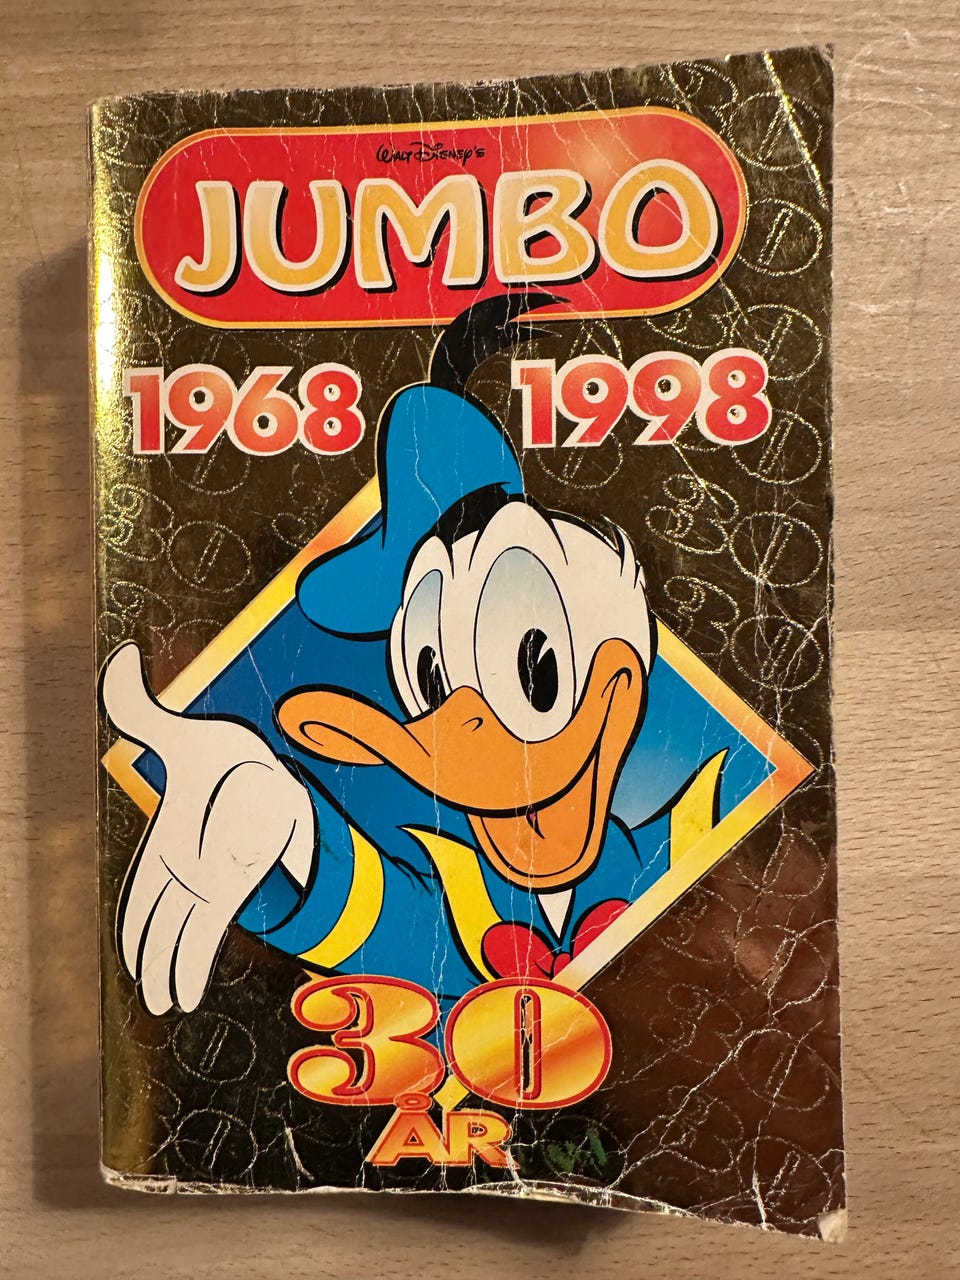 WALT DISNEY'S
JUMBO
1968 1998
30
ÅR